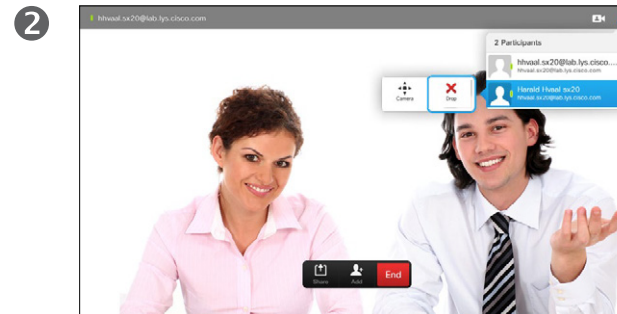 2
hhvaal.sx20@lab.lys.cisco.com
2 Participants
hhvaal.sx20@lab.lys.cisco....
hhvaal.sx20@lab.lys.cisco.com
Harald Hvaal sx20
hhvaal.sx20@lab.lys.cisco.com
Camera
Drop
Share
Add
End